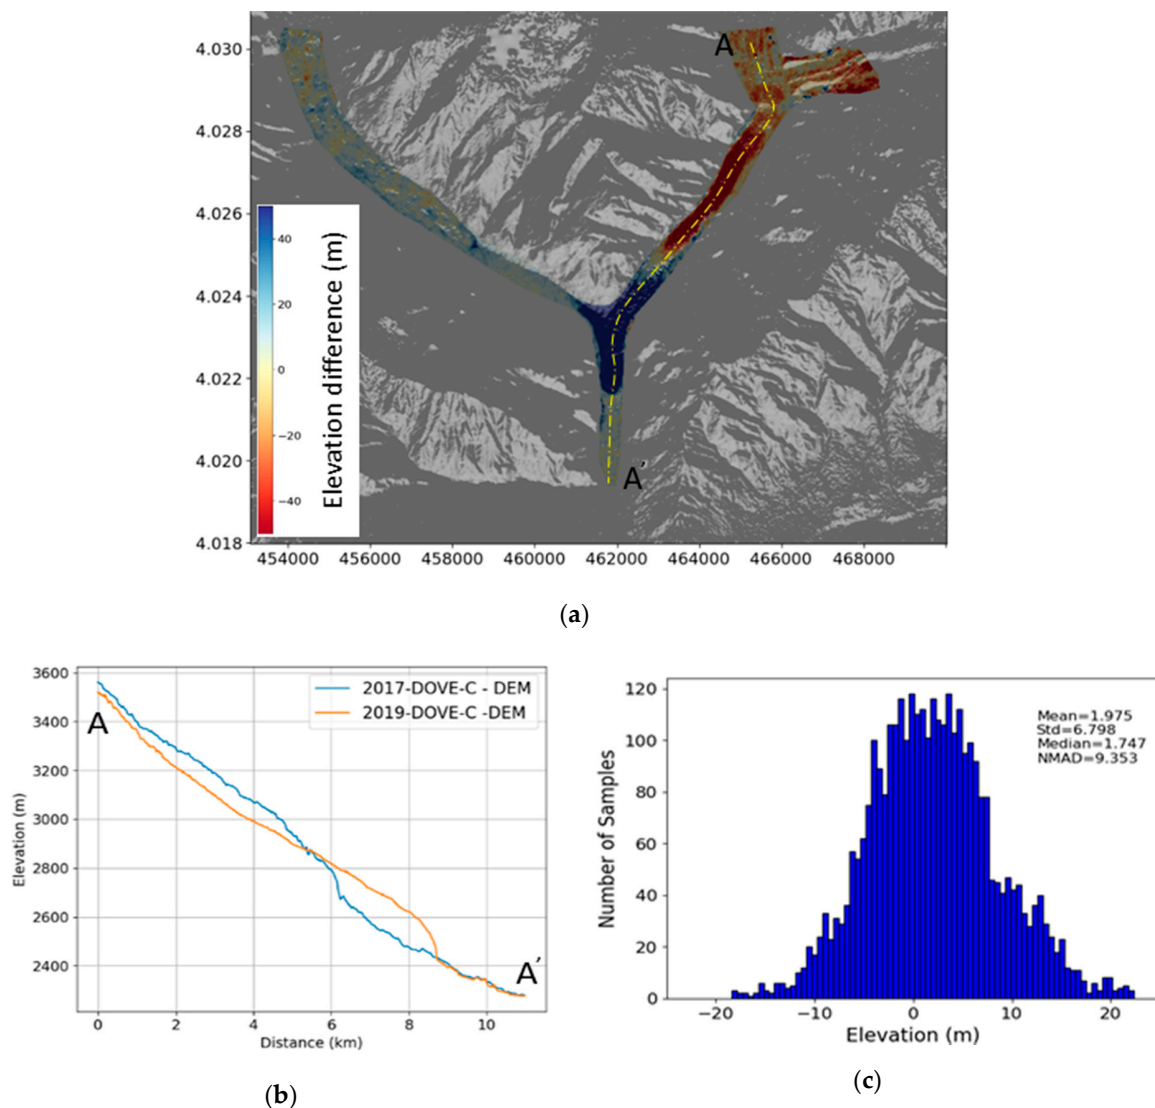 4.030
4.028
4.026
4.024
4.022
4.020
4.018
A
A′
40
20
0
−20
−40
Elevation difference (m)
454000 456000 458000 460000 462000 464000 466000 468000
(a)
3600
3400
3200
3000
2800
2600
2400
Elevation (m)
2017-DOVE-C - DEM
2019-DOVE-C -DEM
A
A′
0 2 4 6 8 10
Distance (km)
(b)
120
100
80
60
40
20
0
Number of Samples
Mean=1.975
Std=6.798
Median=1.747
NMAD=9.353
−20 −10 0 10 20
Elevation (m)
(c)